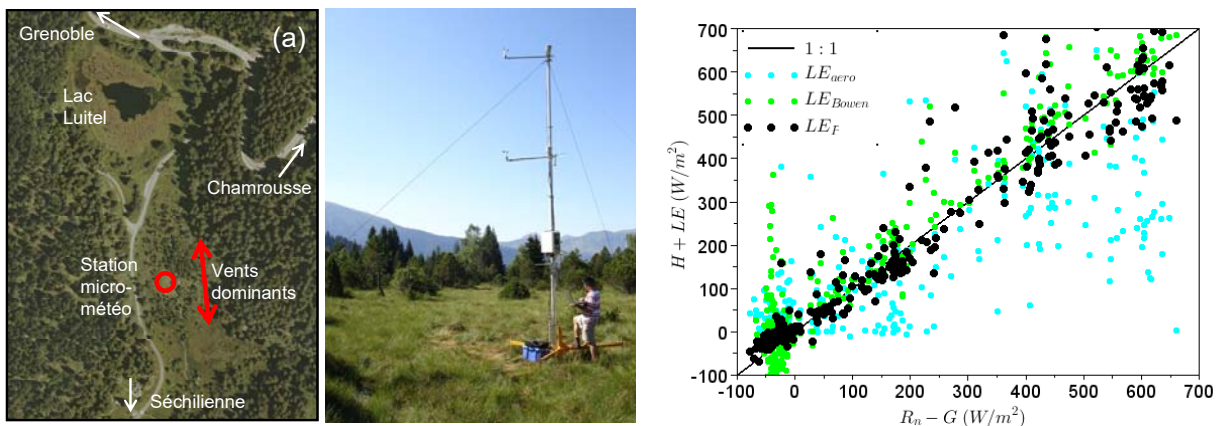 Grenoble
(a)
Lac
Luitel
Chamrousse
Station
micro-
météo
Vents
dominants
Séchilienne
H + LE (W/m²)
700
600
500
400
300
200
100
0
-100
1 : 1
LE_aero
LE_Bowen
LE_F
-100 0 100 200 300 400 500 600 700
R_n − G (W/m²)